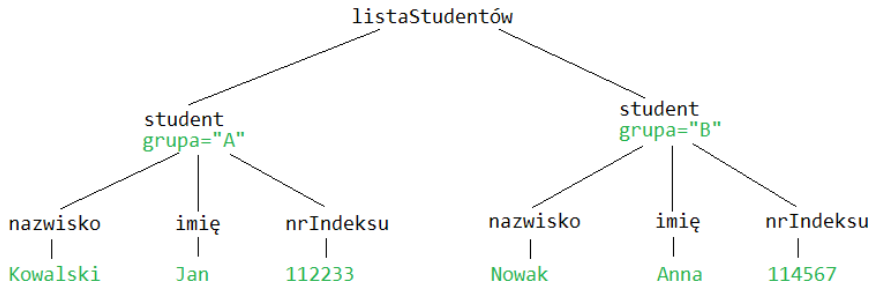 listaStudentów
student
grupa="A"
student
grupa="B"
nazwisko imię nrIndeksu
nazwisko imię nrIndeksu
Kowalski Jan 112233
Nowak Anna 114567